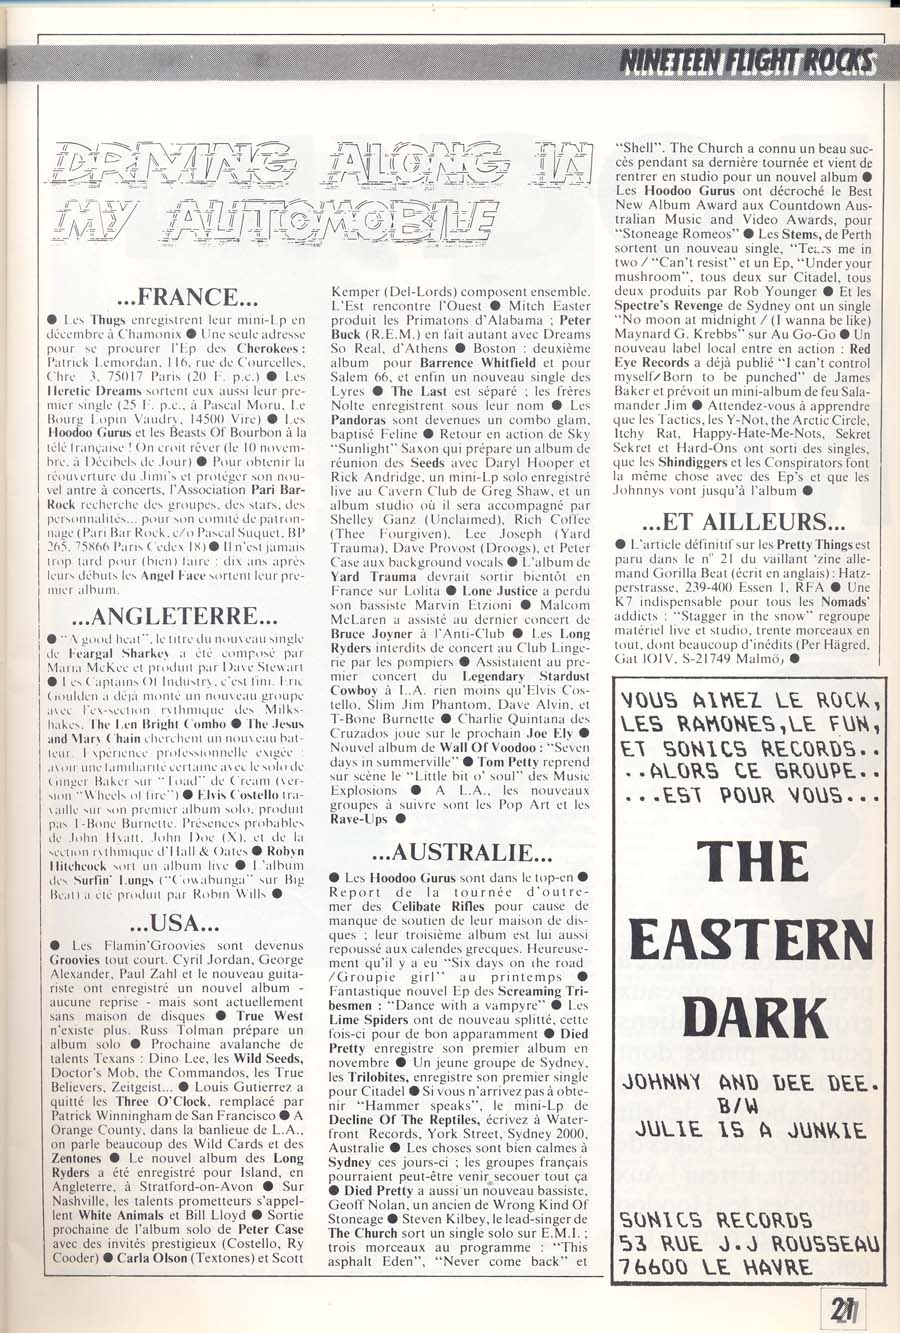 NINETEEN FLIGHT ROCKS
DRIVING ALONG IN
MY AUTOMOBILE
...FRANCE...
● Les Thugs enregistrent leur mini-Lp en
décembre à Chamonix ● Une seule adresse
pour se procurer l'Ep des Cherokees :
Patrick Lemordan, 116, rue de Courcelles,
Chre 3, 75017 Paris (20 F. p.c.) ● Les
Heretic Dreams sortent eux aussi leur pre-
mier single (25 F. p.c., à Pascal Moru, Le
Bourg Lopin Vaudry, 14500 Vire) ● Les
Hoodoo Gurus et les Beasts Of Bourbon à la
télé française ! On croit rêver (le 10 novem-
bre, à Décibels de Jour) ● Pour obtenir la
réouverture du Jimi's et protéger son nou-
vel antre à concerts, l'Association Pari Bar-
Rock recherche des groupes, des stars, des
personnalités... pour son comité de patron-
nage (Pari Bar Rock, c/o Pascal Suquet, BP
265, 75866 Paris Cedex 18) ● Il n'est jamais
trop tard pour (bien) faire : dix ans après
leurs débuts les Angel Face sortent leur pre-
mier album.
...ANGLETERRE...
● "A good heat", le titre du nouveau single
de Feargal Sharkey a été composé par
Maria McKee et produit par Dave Stewart
● Les Captains Of Industry, c'est fini. Eric
Goulden a déjà monté un nouveau groupe
avec l'ex-section rythmique des Milks-
hakes, The Len Bright Combo ● The Jesus
and Mary Chain cherchent un nouveau bat-
teur. Expérience professionnelle exigée :
avoir une familiarité certaine avec le solo de
Ginger Baker sur "Toad" de Cream (ver-
sion "Wheels of fire") ● Elvis Costello tra-
vaille sur son premier album solo, produit
pas T-Bone Burnette. Présences probables
de John Hyatt, John Doe (X), et de la
section rythmique d'Hall & Oates ● Robyn
Hitchcock sort un album live ● L'album
des Surfin' Lungs ("Cowabunga" sur Big
Beat) a été produit par Robin Wills ●
...USA...
● Les Flamin'Groovies sont devenus
Groovies tout court. Cyril Jordan, George
Alexander, Paul Zahl et le nouveau guita-
riste ont enregistré un nouvel album -
aucune reprise - mais sont actuellement
sans maison de disques ● True West
n'existe plus. Russ Tolman prépare un
album solo ● Prochaine avalanche de
talents Texans : Dino Lee, les Wild Seeds,
Doctor's Mob, the Commandos, les True
Believers, Zeitgeist... ● Louis Gutierrez a
quitté les Three O'Clock, remplacé par
Patrick Winningham de San Francisco ● A
Orange County, dans la banlieue de L.A.,
on parle beaucoup des Wild Cards et des
Zentones ● Le nouvel album des Long
Ryders a été enregistré pour Island, en
Angleterre, à Stratford-on-Avon ● Sur
Nashville, les talents prometteurs s'appel-
lent White Animals et Bill Lloyd ● Sortie
prochaine de l'album solo de Peter Case
avec des invités prestigieux (Costello, Ry
Cooder) ● Carla Olson (Textones) et Scott
Kemper (Del-Lords) composent ensemble.
L'Est rencontre l'Ouest ● Mitch Easter
produit les Primatons d'Alabama ; Peter
Buck (R.E.M.) en fait autant avec Dreams
So Real, d'Athens ● Boston : deuxième
album pour Barrence Whitfield et pour
Salem 66, et enfin un nouveau single des
Lyres ● The Last est séparé ; les frères
Nolte enregistrent sous leur nom ● Les
Pandoras sont devenues un combo glam,
baptisé Feline ● Retour en action de Sky
"Sunlight" Saxon qui prépare un album de
réunion des Seeds avec Daryl Hooper et
Rick Andridge, un mini-Lp solo enregistré
live au Cavern Club de Greg Shaw, et un
album studio où il sera accompagné par
Shelley Ganz (Unclaimed), Rich Coffee
(Thee Fourgiven), Lee Joseph (Yard
Trauma), Dave Provost (Droogs), et Peter
Case aux background vocals ● L'album de
Yard Trauma devrait sortir bientôt en
France sur Lolita ● Lone Justice a perdu
son bassiste Marvin Etzioni ● Malcom
McLaren a assisté au dernier concert de
Bruce Joyner à l'Anti-Club ● Les Long
Ryders interdits de concert au Club Linge-
rie par les pompiers ● Assistaient au pre-
mier concert du Legendary Stardust
Cowboy à L.A. rien moins qu'Elvis Cos-
tello, Slim Jim Phantom, Dave Alvin, et
T-Bone Burnette ● Charlie Quintana des
Cruzados joue sur le prochain Joe Ely ●
Nouvel album de Wall Of Voodoo : "Seven
days in summerville" ● Tom Petty reprend
sur scène le "Little bit o' soul" des Music
Explosions ● A L.A., les nouveaux
groupes à suivre sont les Pop Art et les
Rave-Ups ●
...AUSTRALIE...
● Les Hoodoo Gurus sont dans le top-en ●
Report de la tournée d'outre-
mer des Celibate Rifles pour cause de
manque de soutien de leur maison de dis-
ques ; leur troisième album est lui aussi
repoussé aux calendes grecques. Heureuse-
ment qu'il y a eu "Six days on the road
/Groupie girl" au printemps ●
Fantastique nouvel Ep des Screaming Tri-
besmen : "Dance with a vampyre" ● Les
Lime Spiders ont de nouveau splitté, cette
fois-ci pour de bon apparamment ● Died
Pretty enregistre son premier album en
novembre ● Un jeune groupe de Sydney,
les Trilobites, enregistre son premier single
pour Citadel ● Si vous n'arrivez pas à obte-
nir "Hammer speaks", le mini-Lp de
Decline Of The Reptiles, écrivez à Water-
front Records, York Street, Sydney 2000,
Australie ● Les choses sont bien calmes à
Sydney ces jours-ci ; les groupes français
pourraient peut-être venir secouer tout ça
● Died Pretty a aussi un nouveau bassiste,
Geoff Nolan, un ancien de Wrong Kind Of
Stoneage ● Steven Kilbey, le lead-singer de
The Church sort un single solo sur E.M.I. ;
trois morceaux au programme : "This
asphalt Eden", "Never come back" et
"Shell". The Church a connu un beau suc-
cès pendant sa dernière tournée et vient de
rentrer en studio pour un nouvel album ●
Les Hoodoo Gurus ont décroché le Best
New Album Award aux Countdown Aus-
tralian Music and Video Awards, pour
"Stoneage Romeos" ● Les Stems, de Perth
sortent un nouveau single, me in
two / "Can't resist" et un Ep, "Under your
mushroom", tous deux sur Citadel, tous
deux produits par Rob Younger ● Et les
Spectre's Revenge de Sydney ont un single
"No moon at midnight / (I wanna be like)
Maynard G. Krebbs" sur Au Go-Go ● Un
nouveau label local entre en action : Red
Eye Records a déjà publié "I can't control
myself/Born to be punched" de James
Baker et prévoit un mini-album de feu Sala-
mander Jim ● Attendez-vous à apprendre
que les Tactics, les Y-Not, the Arctic Circle,
Itchy Rat, Happy-Hate-Me-Nots, Sekret
Sekret et Hard-Ons ont sorti des singles,
que les Shindiggers et les Conspirators font
la même chose avec des Ep's et que les
Johnnys vont jusqu'à l'album ●
...ET AILLEURS...
● L'article définitif sur les Pretty Things est
paru dans le n° 21 du vaillant 'zine alle-
mand Gorilla Beat (écrit en anglais) : Hatz-
perstrasse, 239-400 Essen 1, RFA ● Une
K7 indispensable pour tous les Nomads'
addicts : "Stagger in the snow" regroupe
matériel live et studio, trente morceaux en
tout, dont beaucoup d'inédits (Per Hägred,
Gat IOIV, S-21749 Malmö) ●
VOUS AIMEZ LE ROCK,
LES RAMONES, LE FUN,
ET SONICS RECORDS..
..ALORS CE GROUPE..
...EST POUR VOUS...
THE
EASTERN
DARK
JOHNNY AND DEE DEE.
B/W
JULIE IS A JUNKIE
SONICS RECORDS
53 RUE J.J ROUSSEAU
76600 LE HAVRE
21